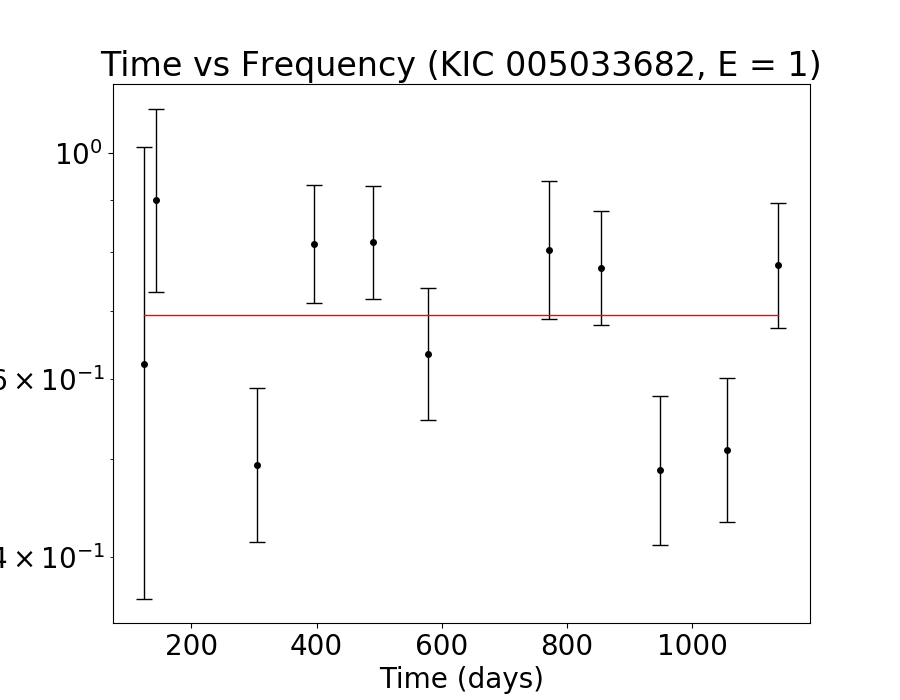 Time vs Frequency (KIC 005033682, E = 1)
10⁰
6 × 10⁻¹
4 × 10⁻¹
200 400 600 800 1000
Time (days)